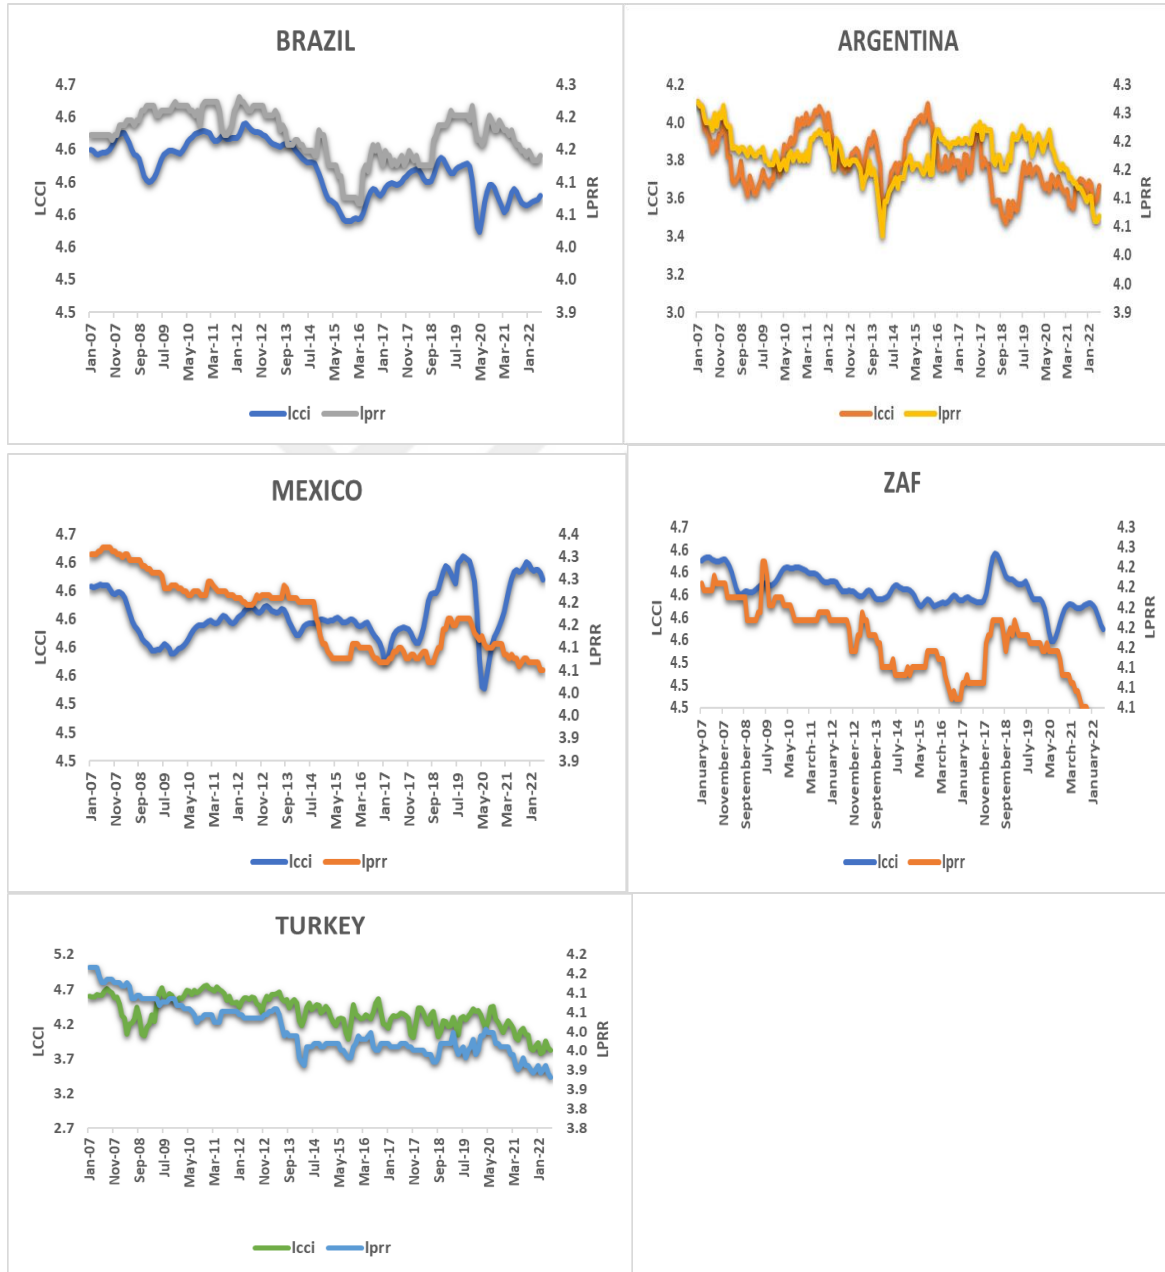 BRAZIL
LCCI
4.7
4.6
4.6
4.6
4.6
4.6
4.5
4.5
4.3
4.2
4.2
4.1
4.1
4.0
4.0
3.9
LPRR
Jan-07
Nov-07
Sep-08
Jul-09
May-10
Mar-11
Jan-12
Nov-12
Sep-13
Jul-14
May-15
Mar-16
Jan-17
Nov-17
Sep-18
Jul-19
May-20
Mar-21
Jan-22
lcci lprr
ARGENTINA
LCCI
4.2
4.0
3.8
3.6
3.4
3.2
3.0
4.3
4.3
4.2
4.2
4.1
4.1
4.0
4.0
3.9
LPRR
Jan-07
Nov-07
Sep-08
Jul-09
May-10
Mar-11
Jan-12
Nov-12
Sep-13
Jul-14
May-15
Mar-16
Jan-17
Nov-17
Sep-18
Jul-19
May-20
Mar-21
Jan-22
lcci lprr
MEXICO
LCCI
4.7
4.6
4.6
4.6
4.6
4.6
4.5
4.5
4.5
4.4
4.3
4.3
4.2
4.2
4.1
4.1
4.0
4.0
3.9
3.9
LPRR
Jan-07
Nov-07
Sep-08
Jul-09
May-10
Mar-11
Jan-12
Nov-12
Sep-13
Jul-14
May-15
Mar-16
Jan-17
Nov-17
Sep-18
Jul-19
May-20
Mar-21
Jan-22
lcci lprr
ZAF
LCCI
4.7
4.6
4.6
4.6
4.6
4.6
4.5
4.5
4.5
4.3
4.2
4.2
4.2
4.2
4.2
4.1
4.1
4.1
LPRR
January-07
November-07
September-08
July-09
May-10
March-11
January-12
November-12
September-13
July-14
May-15
March-16
January-17
November-17
September-18
July-19
May-20
March-21
January-22
lcci lprr
TURKEY
LCCI
5.2
4.7
4.2
3.7
3.2
2.7
4.2
4.2
4.1
4.1
4.0
4.0
3.9
3.9
3.8
3.8
LPRR
Jan-07
Nov-07
Sep-08
Jul-09
May-10
Mar-11
Jan-12
Nov-12
Sep-13
Jul-14
May-15
Mar-16
Jan-17
Nov-17
Sep-18
Jul-19
May-20
Mar-21
Jan-22
lcci lprr